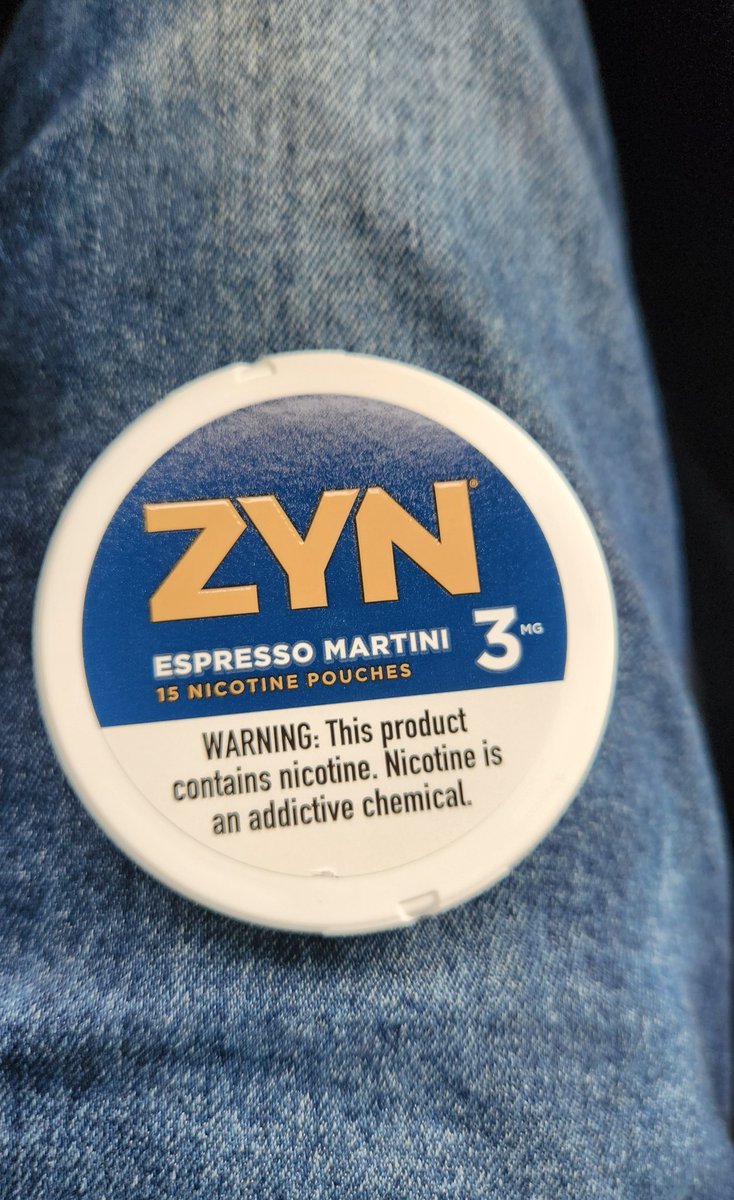 ZYN®
ESPRESSO MARTINI 3 MG
15 NICOTINE POUCHES
WARNING: This product
contains nicotine. Nicotine is
an addictive chemical.